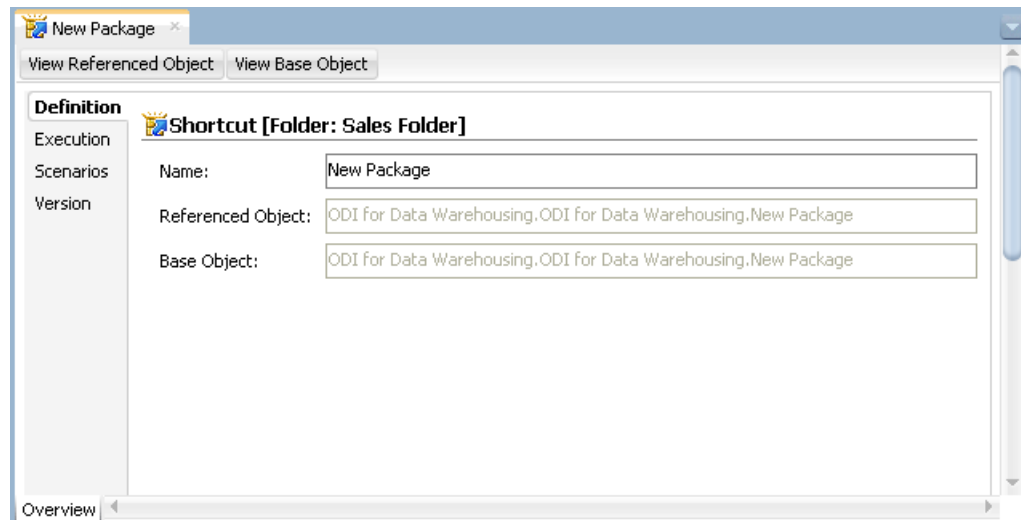 New Package
View Referenced Object View Base Object
Definition
Execution
Scenarios
Version
Shortcut [Folder: Sales Folder]
Name: New Package
Referenced Object: ODI for Data Warehousing.ODI for Data Warehousing.New Package
Base Object: ODI for Data Warehousing.ODI for Data Warehousing.New Package
Overview